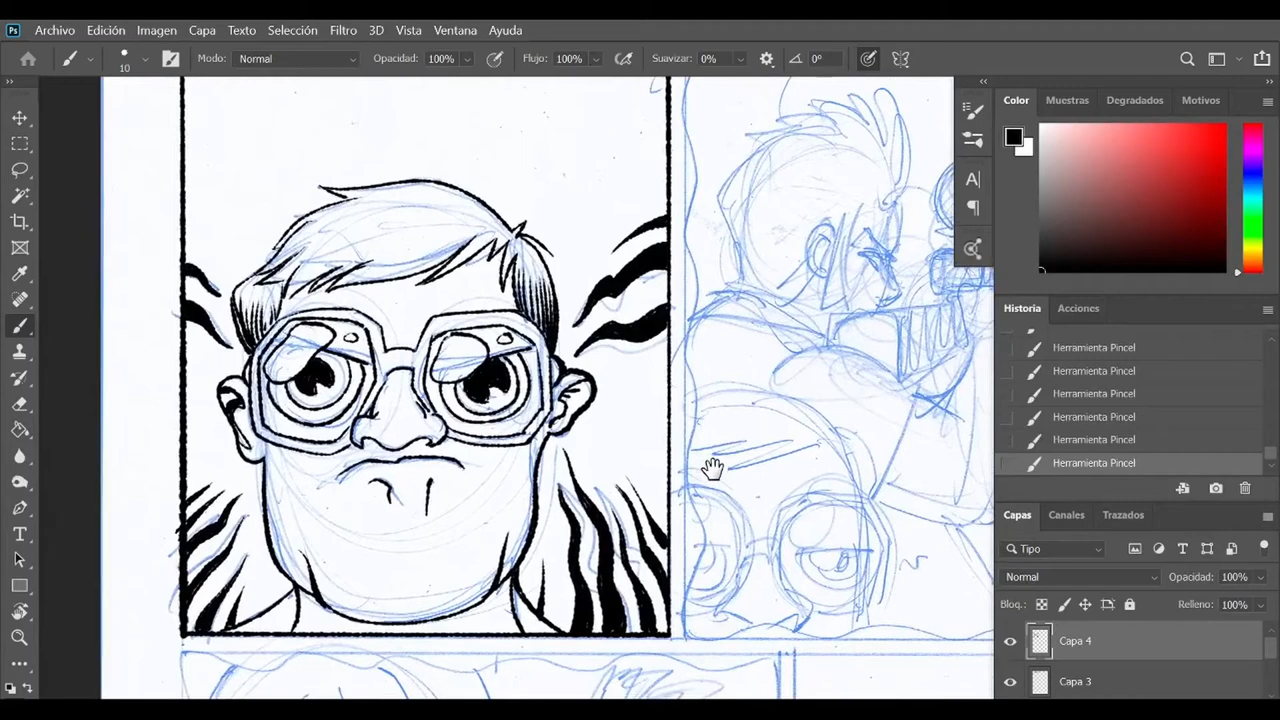 Ps Archivo Edición Imagen Capa Texto Selección Filtro 3D Vista Ventana Ayuda
10 Modo: Normal Opacidad: 100% Flujo: 100% Suavizar: 0% 0°
Color Muestras Degradados Motivos
Historia Acciones
Herramienta Pincel
Herramienta Pincel
Herramienta Pincel
Herramienta Pincel
Herramienta Pincel
Herramienta Pincel
Capas Canales Trazados
Tipo
Normal Opacidad: 100%
Bloq.: Relleno: 100%
Capa 4
Capa 3